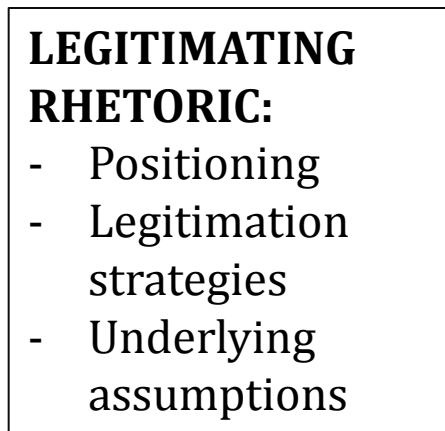 LEGITIMATING
RHETORIC:
- Positioning
- Legitimation
strategies
- Underlying
assumptions